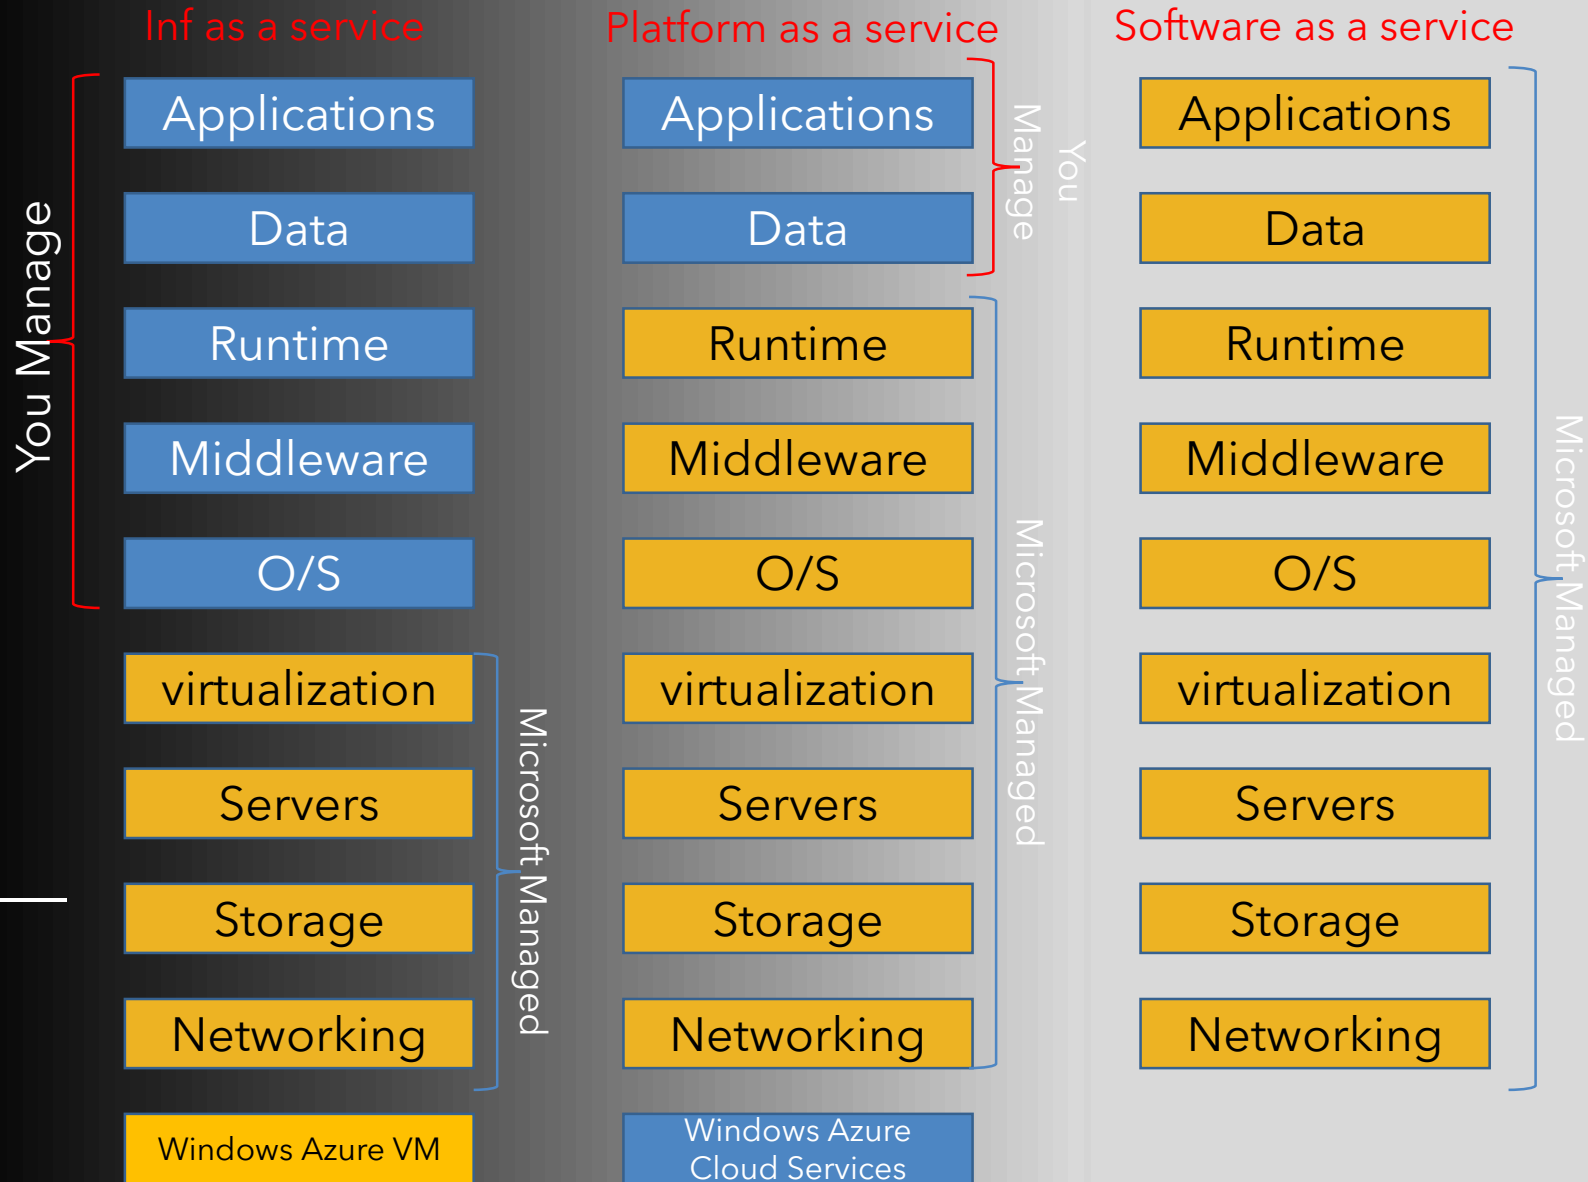 Inf as a service
You Manage
Applications
Data
Runtime
Middleware
O/S
virtualization
Servers
Storage
Networking
Microsoft Managed
Windows Azure VM
Platform as a service
Applications
Data
You
Manage
Runtime
Middleware
O/S
virtualization
Servers
Storage
Networking
Microsoft Managed
Windows Azure
Cloud Services
Software as a service
Applications
Data
Runtime
Middleware
O/S
virtualization
Servers
Storage
Networking
Microsoft Managed